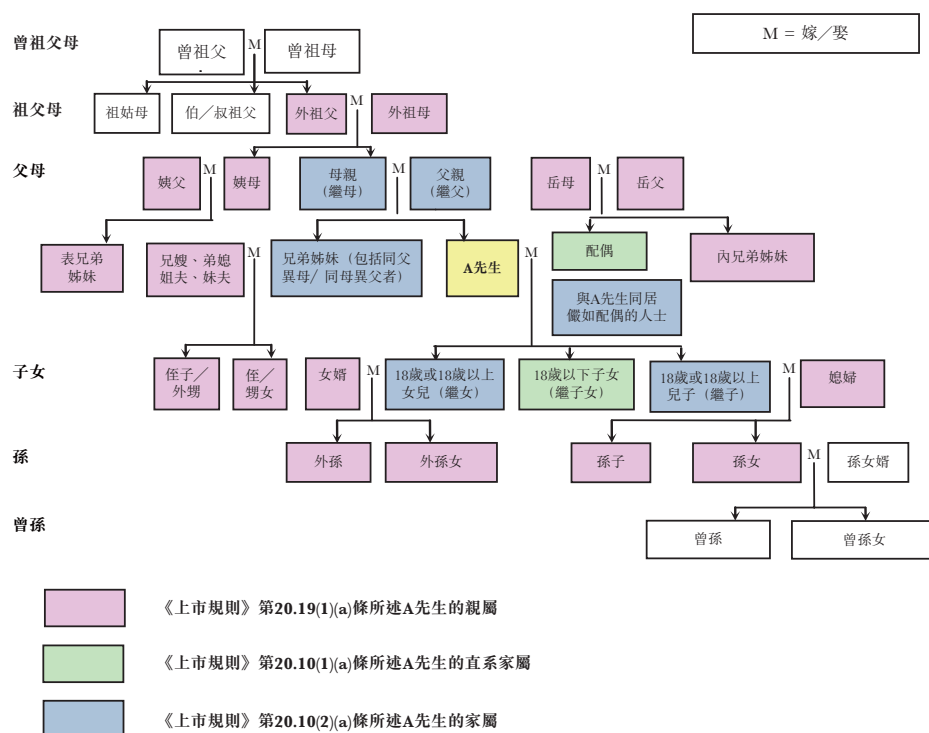 M = 嫁／娶
曾祖父母
曾祖父
M
曾祖母
祖父母
祖姑母
伯／叔祖父
外祖父
M
外祖母
父母
姨父
M
姨母
母親
（繼母）
M
父親
（繼父）
岳母
M
岳父
表兄弟
姊妹
兄嫂、弟媳
姐夫、妹夫
M
兄弟姊妹（包括同父
異母/ 同母異父者）
A先生
M
配偶
內兄弟姊妹
與A先生同居
儼如配偶的人士
子女
侄子／
外甥
侄／
甥女
女婿
M
18歲或18歲以上
女兒（繼女）
18歲以下子女
（繼子女）
18歲或18歲以上
兒子（繼子）
M
媳婦
孫
外孫
外孫女
孫子
孫女
M
孫女婿
曾孫
曾孫
曾孫女
《上市規則》第20.19(1)(a)條所述A先生的親屬
《上市規則》第20.10(1)(a)條所述A先生的直系家屬
《上市規則》第20.10(2)(a)條所述A先生的家屬